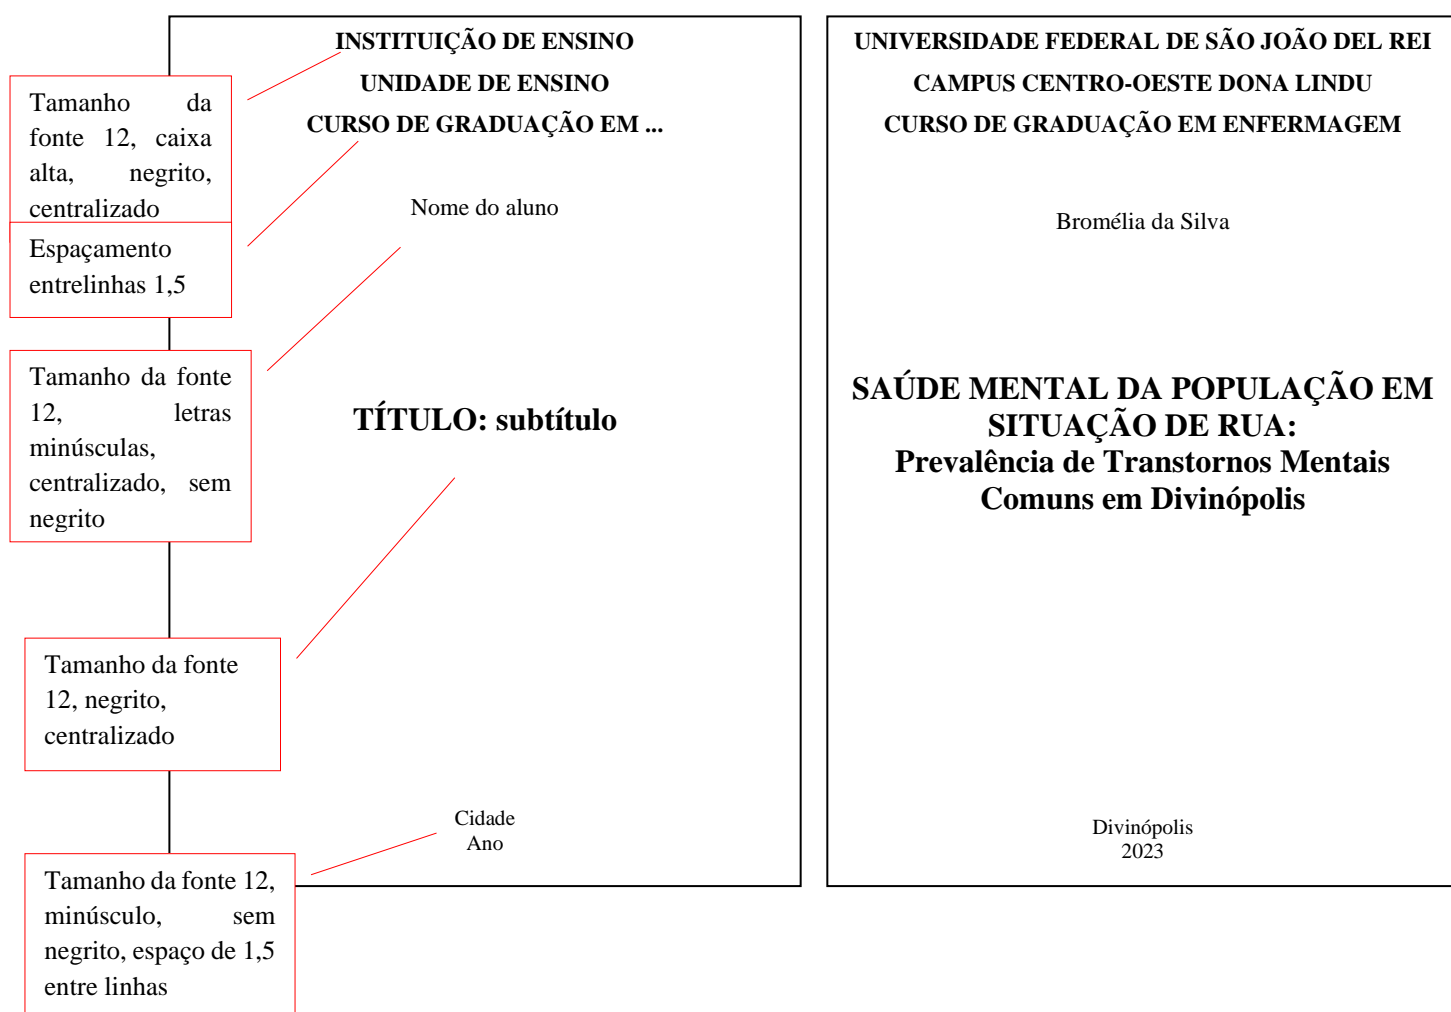 INSTITUIÇÃO DE ENSINO
UNIDADE DE ENSINO
CURSO DE GRADUAÇÃO EM ...
Nome do aluno
TÍTULO: subtítulo
Cidade
Ano
Tamanho da
fonte 12, caixa
alta, negrito,
centralizado
Espaçamento
entrelinhas 1,5
Tamanho da fonte
12, letras
minúsculas,
centralizado, sem
negrito
Tamanho da fonte
12, negrito,
centralizado
Tamanho da fonte 12,
minúsculo, sem
negrito, espaço de 1,5
entre linhas
UNIVERSIDADE FEDERAL DE SÃO JOÃO DEL REI
CAMPUS CENTRO-OESTE DONA LINDU
CURSO DE GRADUAÇÃO EM ENFERMAGEM
Bromélia da Silva
SAÚDE MENTAL DA POPULAÇÃO EM
SITUAÇÃO DE RUA:
Prevalência de Transtornos Mentais
Comuns em Divinópolis
Divinópolis
2023